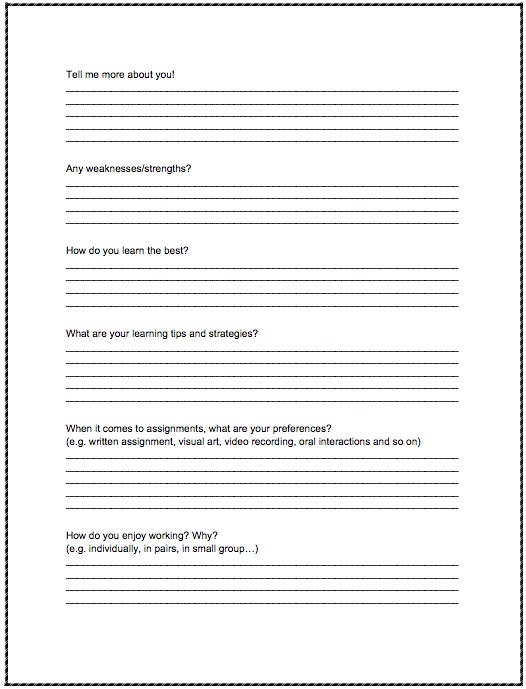 Tell me more about you!
Any weaknesses/strengths?
How do you learn the best?
What are your learning tips and strategies?
When it comes to assignments, what are your preferences?
(e.g. written assignment, visual art, video recording, oral interactions and so on)
How do you enjoy working? Why?
(e.g. individually, in pairs, in small group…)